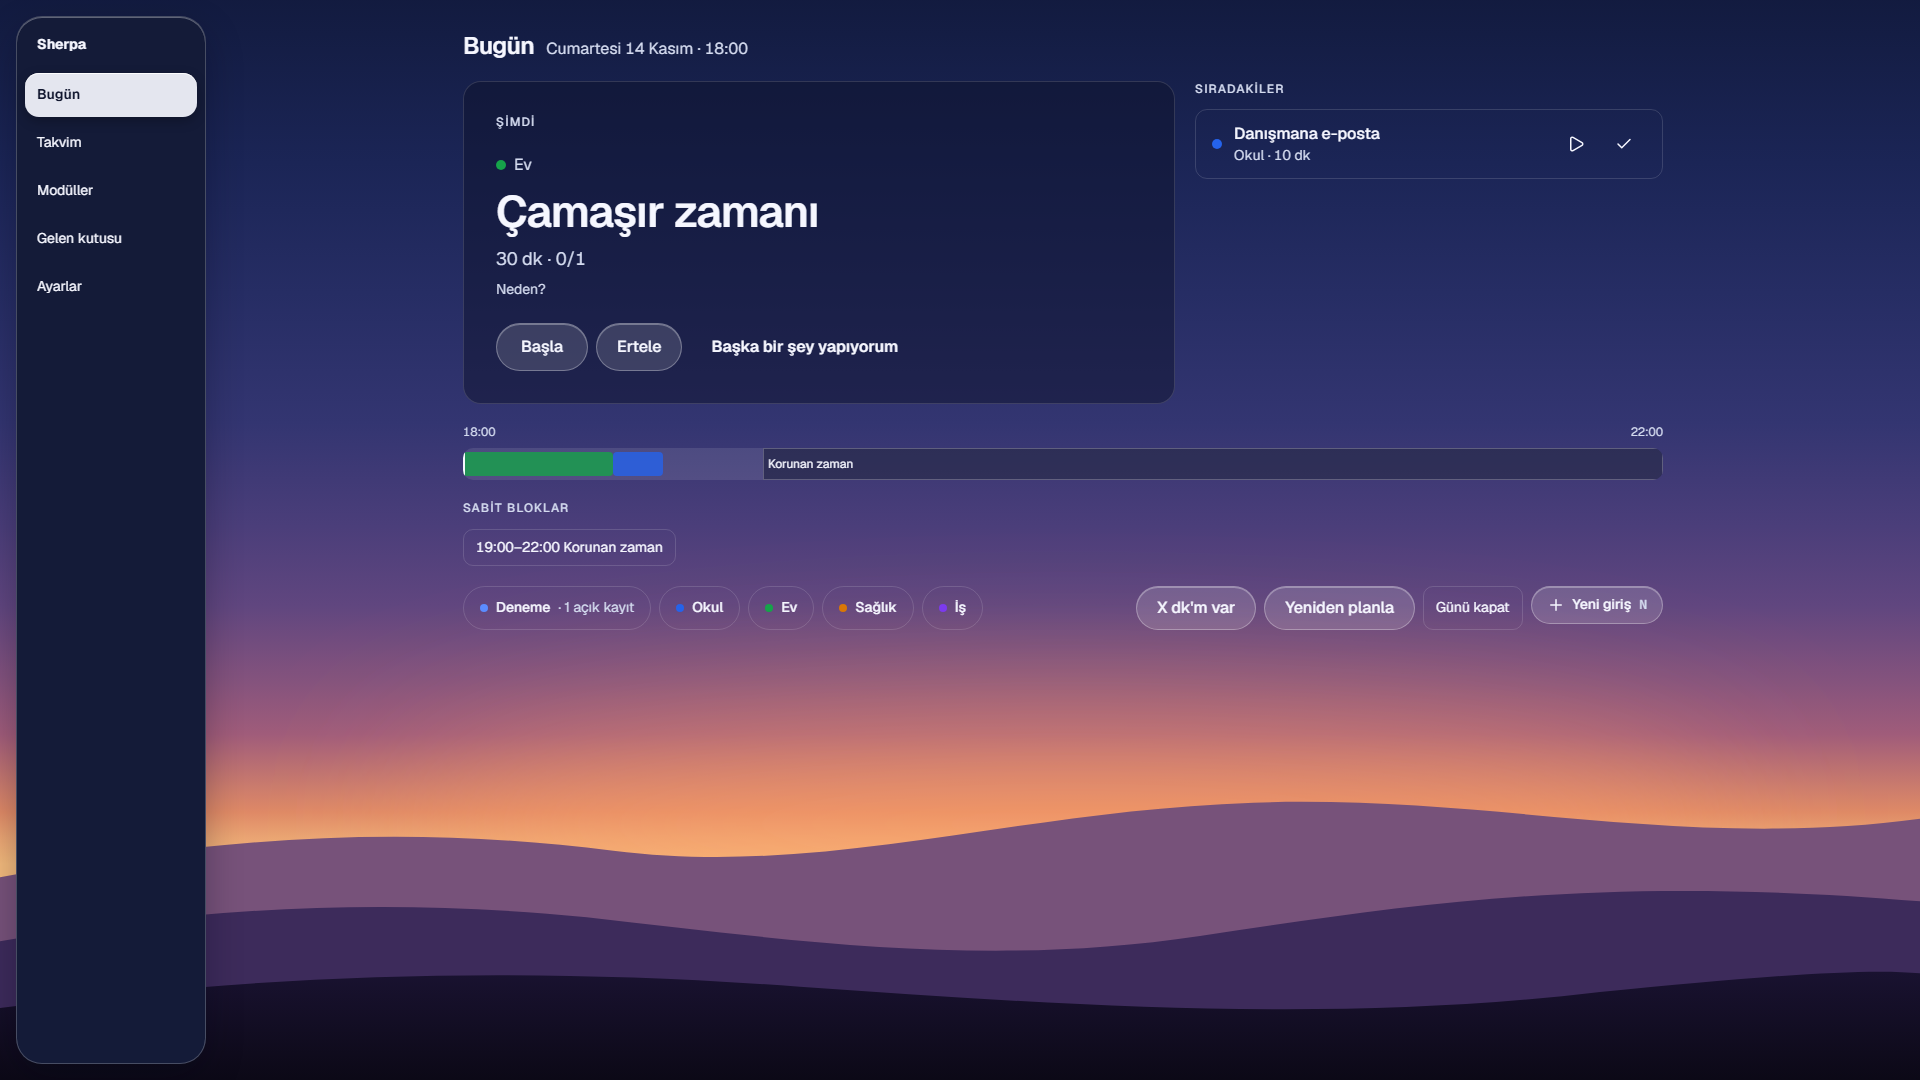 Sherpa
Bugün
Takvim
Modüller
Gelen kutusu
Ayarlar
Bugün Cumartesi 14 Kasım · 18:00
ŞİMDİ
Ev
Çamaşır zamanı
30 dk · 0/1
Neden?
Başla Ertele Başka bir şey yapıyorum
SIRADAKİLER
Danışmana e-posta
Okul · 10 dk
18:00 22:00
Korunan zaman
SABİT BLOKLAR
19:00–22:00 Korunan zaman
Deneme · 1 açık kayıt Okul Ev Sağlık İş X dk'm var Yeniden planla Günü kapat Yeni giriş N